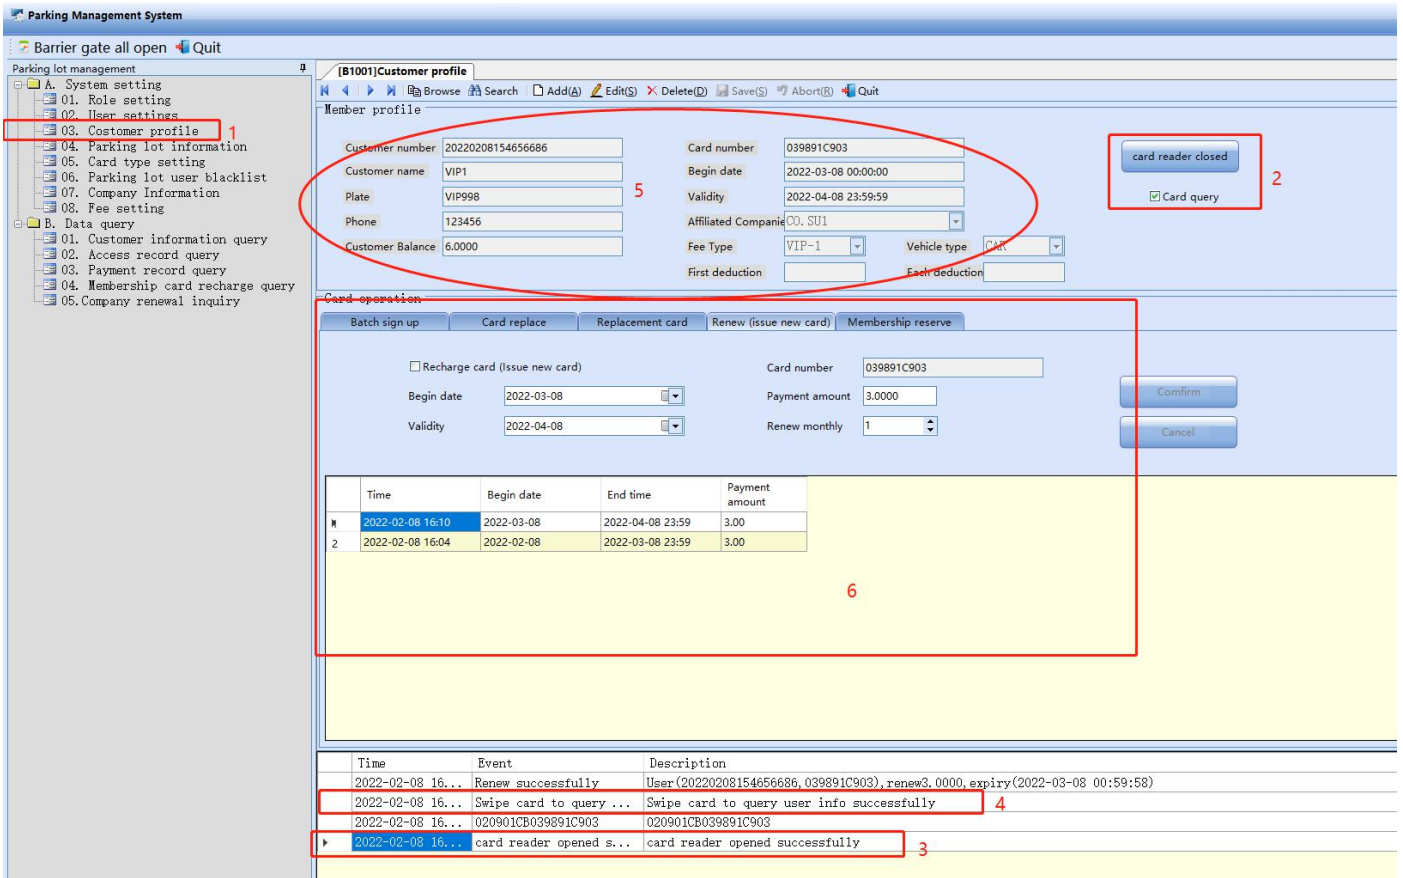 Parking Management System
Barrier gate all open Quit
Parking lot management
A. System setting
01. Role setting
02. User settings
03. Costomer profile
04. Parking lot information
05. Card type setting
06. Parking lot user blacklist
07. Company Information
08. Fee setting
B. Data query
01. Customer information query
02. Access record query
03. Payment record query
04. Membership card recharge query
05.Company renewal inquiry
1
[B1001]Customer profile
Browse Search Add(A) Edit(S) Delete(D) Save(S) Abort(R) Quit
Member profile
Customer number 20220208154656686 Card number 039891C903
Customer name VIP1 Begin date 2022-03-08 00:00:00
Plate VIP998 Validity 2022-04-08 23:59:59
Phone 123456 Affiliated Companie CO. SU1
Customer Balance 6.0000 Fee Type VIP-1 Vehicle type CAR
First deduction Each deduction
5
card reader closed
Card query
2
Card operation
Batch sign up Card replace Replacement card Renew (issue new card) Membership reserve
Recharge card (Issue new card) Card number 039891C903
Begin date 2022-03-08 Payment amount 3.0000
Validity 2022-04-08 Renew monthly 1
Comfirm
Cancel
Time Begin date End time Payment amount
2022-02-08 16:10 2022-03-08 2022-04-08 23:59 3.00
2 2022-02-08 16:04 2022-02-08 2022-03-08 23:59 3.00
6
Time Event Description
2022-02-08 16... Renew successfully User(20220208154656686,039891C903),renew3.0000,expiry(2022-03-08 00:59:58)
2022-02-08 16... Swipe card to query ... Swipe card to query user info successfully 4
2022-02-08 16... 020901CB039891C903 020901CB039891C903
2022-02-08 16... card reader opened s... card reader opened successfully 3